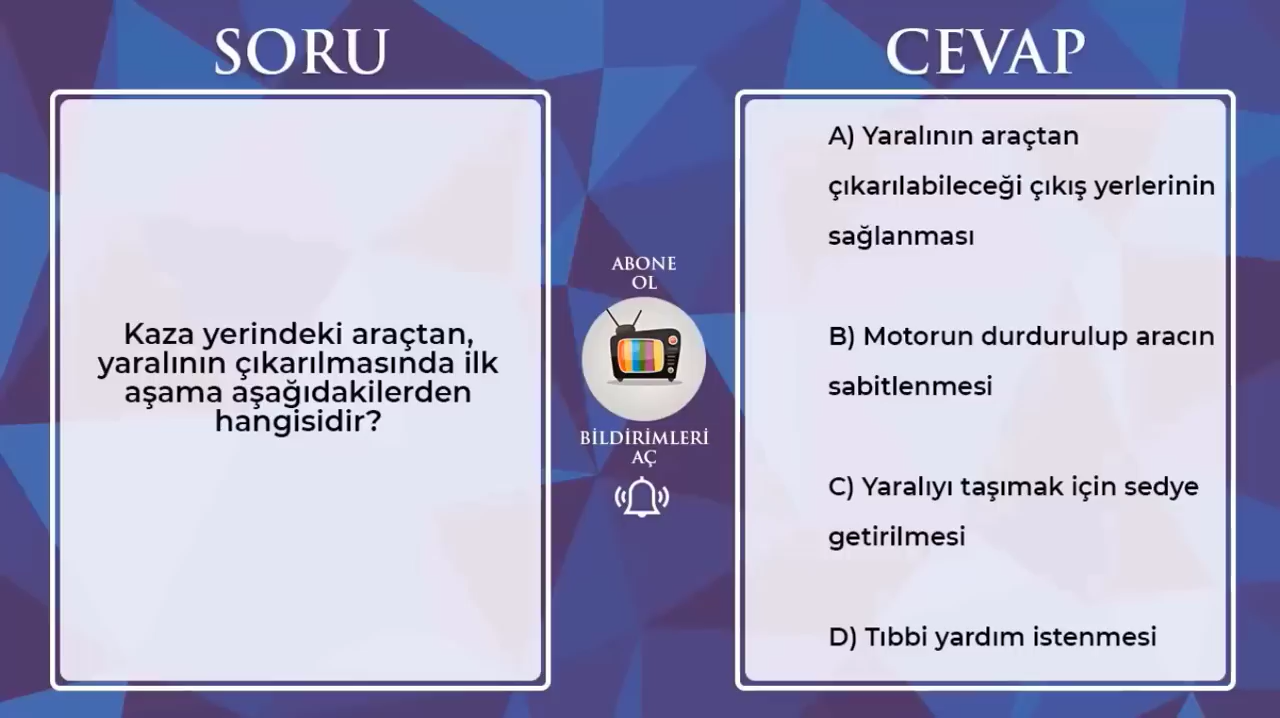 SORU
Kaza yerindeki araçtan,
yaralının çıkarılmasında ilk
aşama aşağıdakilerden
hangisidir?
ABONE
OL
BİLDİRİMLERİ
AÇ
CEVAP
A) Yaralının araçtan
çıkarılabileceği çıkış yerlerinin
sağlanması
B) Motorun durdurulup aracın
sabitlenmesi
C) Yaralıyı taşımak için sedye
getirilmesi
D) Tıbbi yardım istenmesi